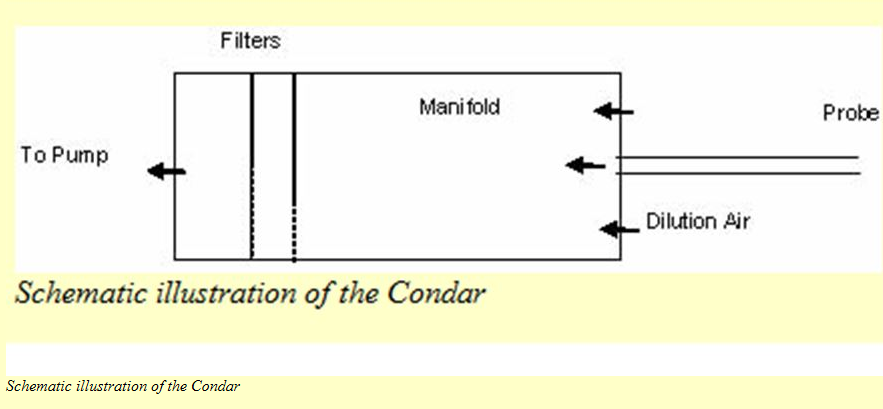 Filters
Manifold
Probe
To Pump
Dilution Air
Schematic illustration of the Condar
Schematic illustration of the Condar